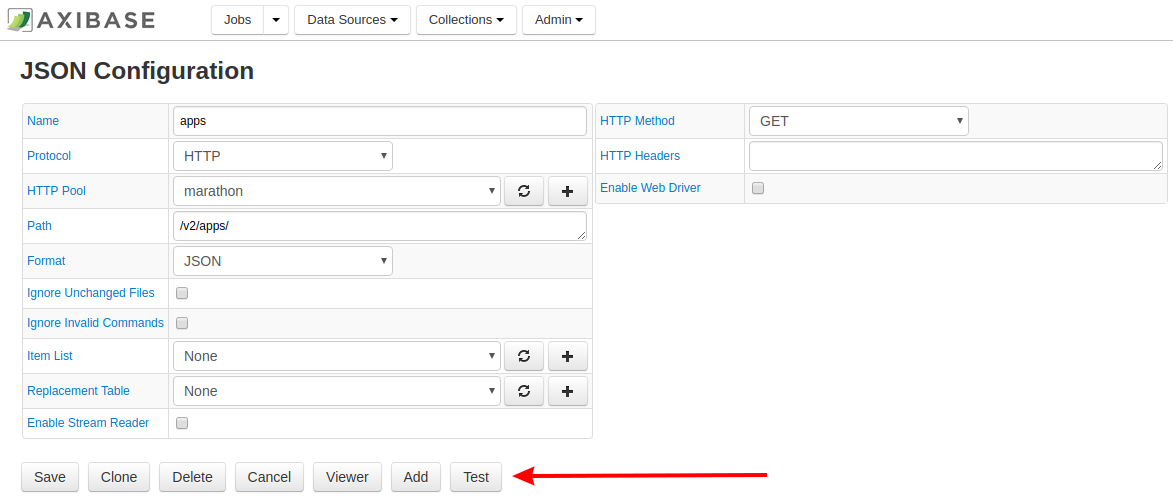 AXIBASE Jobs Data Sources Collections Admin
JSON Configuration
Name apps
Protocol HTTP
HTTP Pool marathon
Path /v2/apps/
Format JSON
Ignore Unchanged Files
Ignore Invalid Commands
Item List None
Replacement Table None
Enable Stream Reader
HTTP Method GET
HTTP Headers
Enable Web Driver
Save Clone Delete Cancel Viewer Add Test